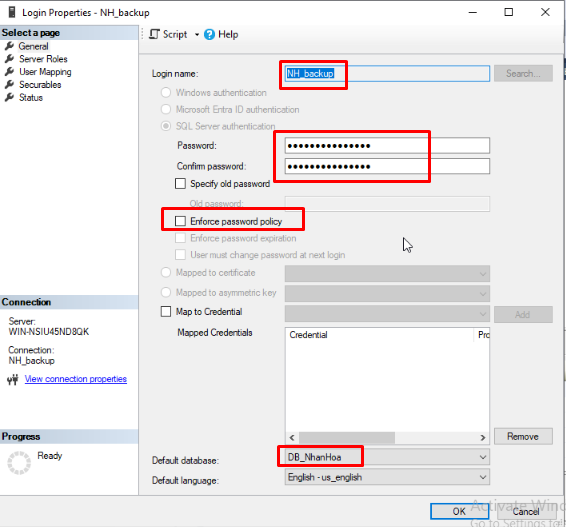 Login Properties - NH_backup
Select a page
General
Server Roles
User Mapping
Securables
Status
Script
Help
Login name:
NH_backup
Search...
Windows authentication
Microsoft Entra ID authentication
SQL Server authentication
Password:
●●●●●●●●●●●●●●●
Confirm password:
●●●●●●●●●●●●●●●
Specify old password
Old password:
Enforce password policy
Enforce password expiration
User must change password at next login
Mapped to certificate
Mapped to asymmetric key
Map to Credential
Add
Mapped Credentials
Credential
Pro
Remove
Default database:
DB_NhanHoa
Default language:
English - us_english
Connection
Server:
WIN-NSIU45ND8QK
Connection:
NH_backup
View connection properties
Progress
Ready
OK
Cancel
Activate Wind
Go to Settings to